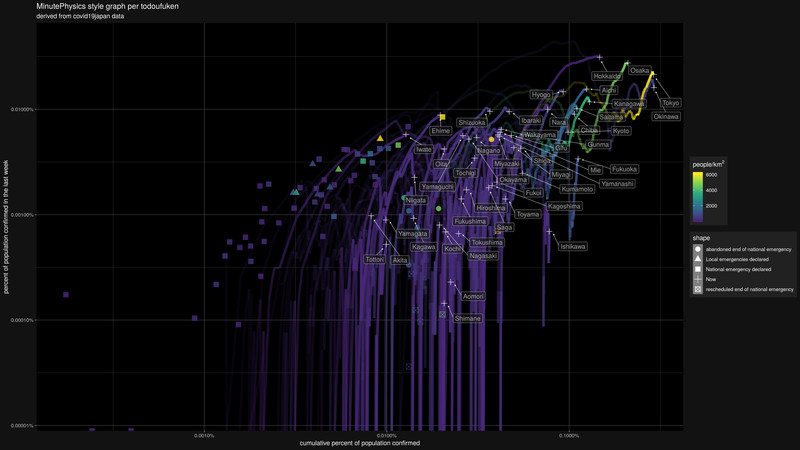 MinutePhysics style graph per todoufuken
derived from covid19japan data
percent of population confirmed in the last week
0.0100%
0.0010%
0.0001%
0.00001%
Hokkaido
Osaka
Hyogo
Aichi
Tokyo
Kanagawa
Okinawa
Shizuoka
Ibaraki
Nara
Saitama
Ehime
Wakayama
Chiba
Kyoto
Iwate
Nagano
Gifu
Gunma
Oita
Miyazaki
Shiga
Mie
Fukuoka
Tochigi
Miyagi
Okayama
Yamanashi
Yamaguchi
Fukui
Kumamoto
Niigata
Hiroshima
Kagoshima
Toyama
Fukushima
Saga
Yamagata
Tokushima
Kagawa
Kochi
Ishikawa
Tottori
Akita
Nagasaki
Aomori
Shimane
0.0010%
0.0100%
0.1000%
cumulative percent of population confirmed
people/km²
6000
4000
2000
shape
abandoned end of national emergency
Local emergencies declared
National emergency declared
Now
rescheduled end of national emergency